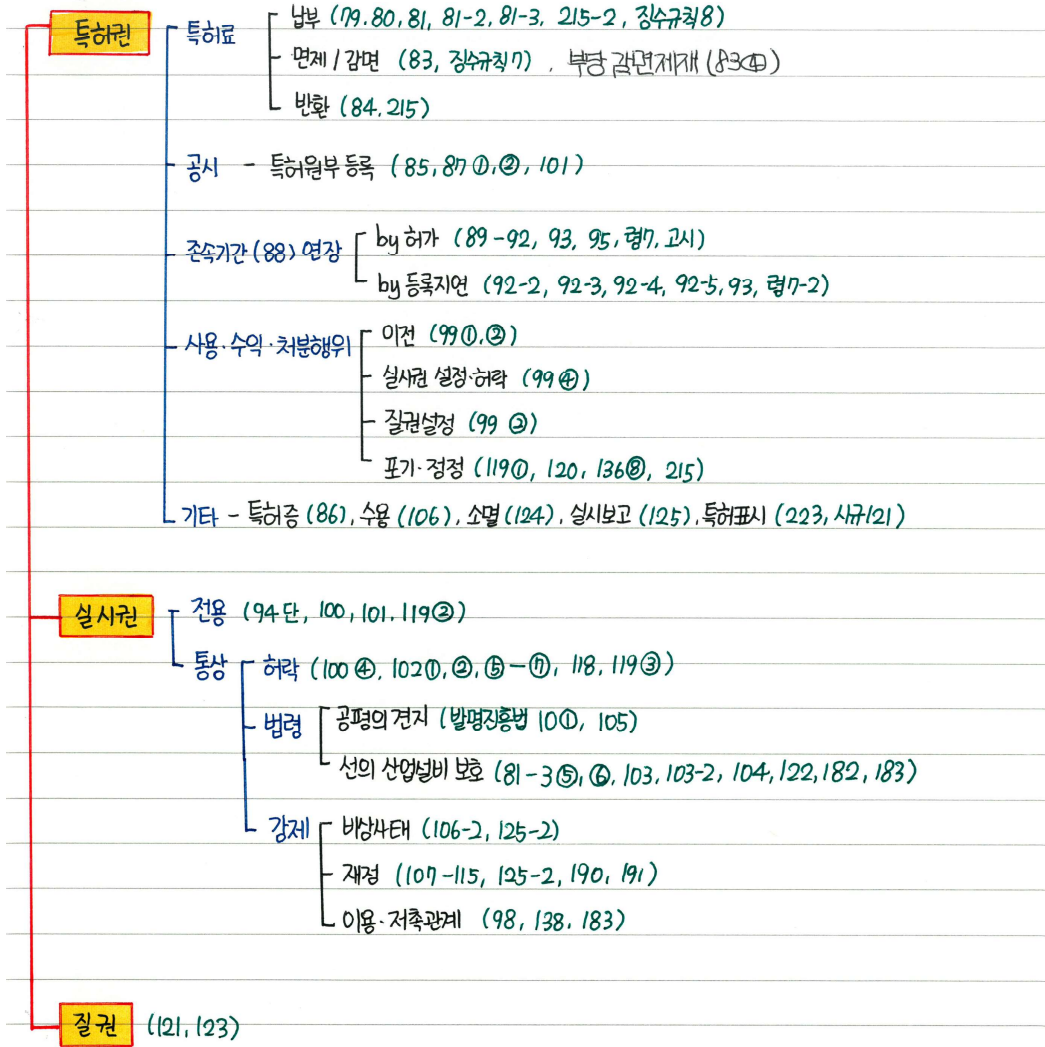 특허권
특허료
납부 (79, 80, 81, 81-2, 81-3, 215-2, 징수규칙8)
면제/감면 (83, 징수규칙7), 부당감면제재 (83④)
반환 (84, 215)
공시 - 특허원부 등록 (85, 87①,②, 101)
존속기간(88) 연장
by 허가 (89-92, 93, 95, 령7, 고시)
by 등록지연 (92-2, 92-3, 92-4, 92-5, 93, 령7-2)
사용·수익·처분행위
이전 (99①,②)
실시권 설정·허락 (99④)
질권설정 (99③)
포기·정정 (119①, 120, 136⑧, 215)
기타 - 특허증 (86), 수용 (106), 소멸 (124), 실시보고 (125), 특허표시 (223, 시규121)
실시권
전용 (94단, 100, 101, 119②)
통상
허락 (100④, 102①,②,⑤-⑦, 118, 119③)
법령
공평의 견지 (발명진흥법 10①, 105)
선의 산업설비 보호 (81-3⑤,⑥, 103, 103-2, 104, 122, 182, 183)
강제
비상사태 (106-2, 125-2)
재정 (107-115, 125-2, 190, 191)
이용·저촉관계 (98, 138, 183)
질권 (121, 123)